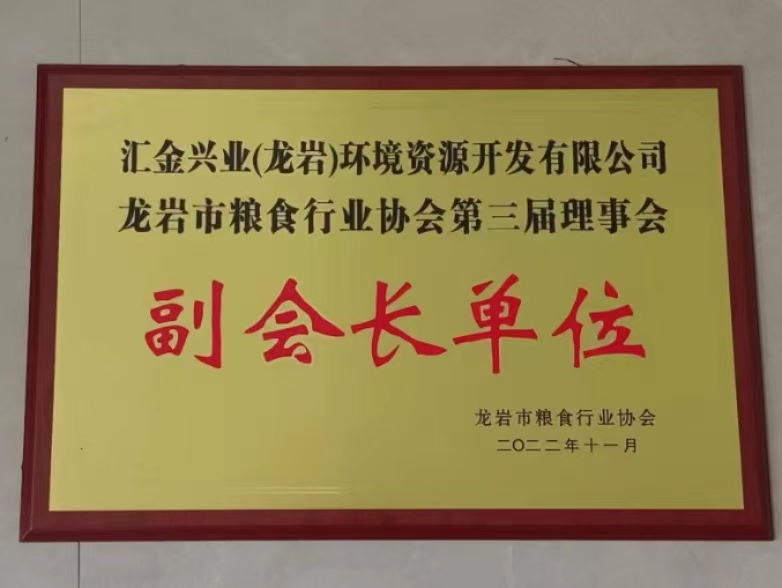 汇金兴业(龙岩)环境资源开发有限公司
龙岩市粮食行业协会第三届理事会
副会长单位
龙岩市粮食行业协会
二〇二二年十一月